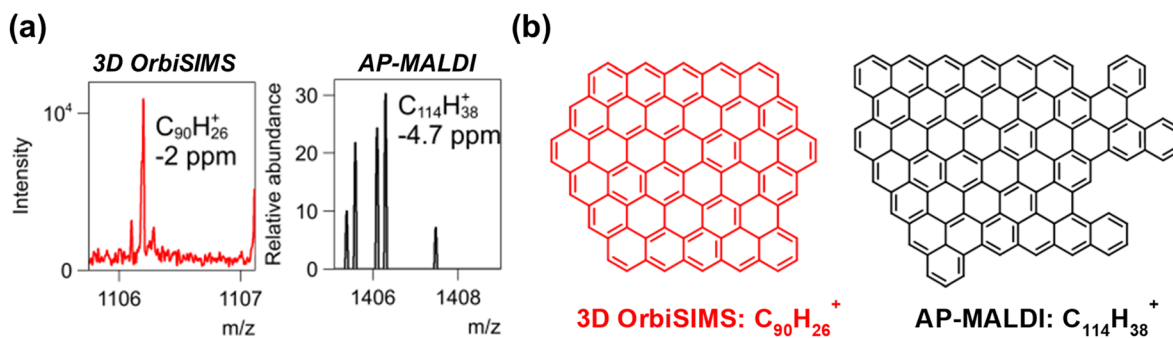 (a)
3D OrbiSIMS
AP-MALDI
Intensity
10⁴
0
C₉₀H₂₆⁺
-2 ppm
1106
1107
m/z
Relative abundance
30
20
10
0
C₁₁₄H₃₈⁺
-4.7 ppm
1406
1408
m/z
(b)
3D OrbiSIMS: C₉₀H₂₆⁺
AP-MALDI: C₁₁₄H₃₈⁺